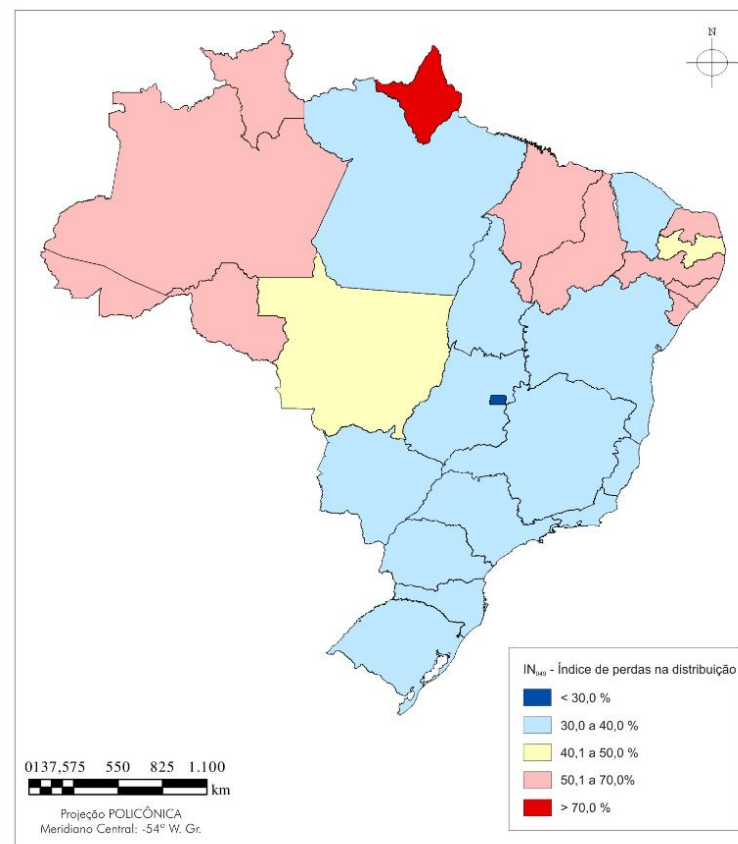 N
IN₀₄₉ - Índice de perdas na distribuição
< 30,0 %
30,0 a 40,0 %
40,1 a 50,0 %
50,1 a 70,0%
> 70,0 %
0137,575 550 825 1.100
km
Projeção POLICÔNICA
Meridiano Central: -54º W. Gr.